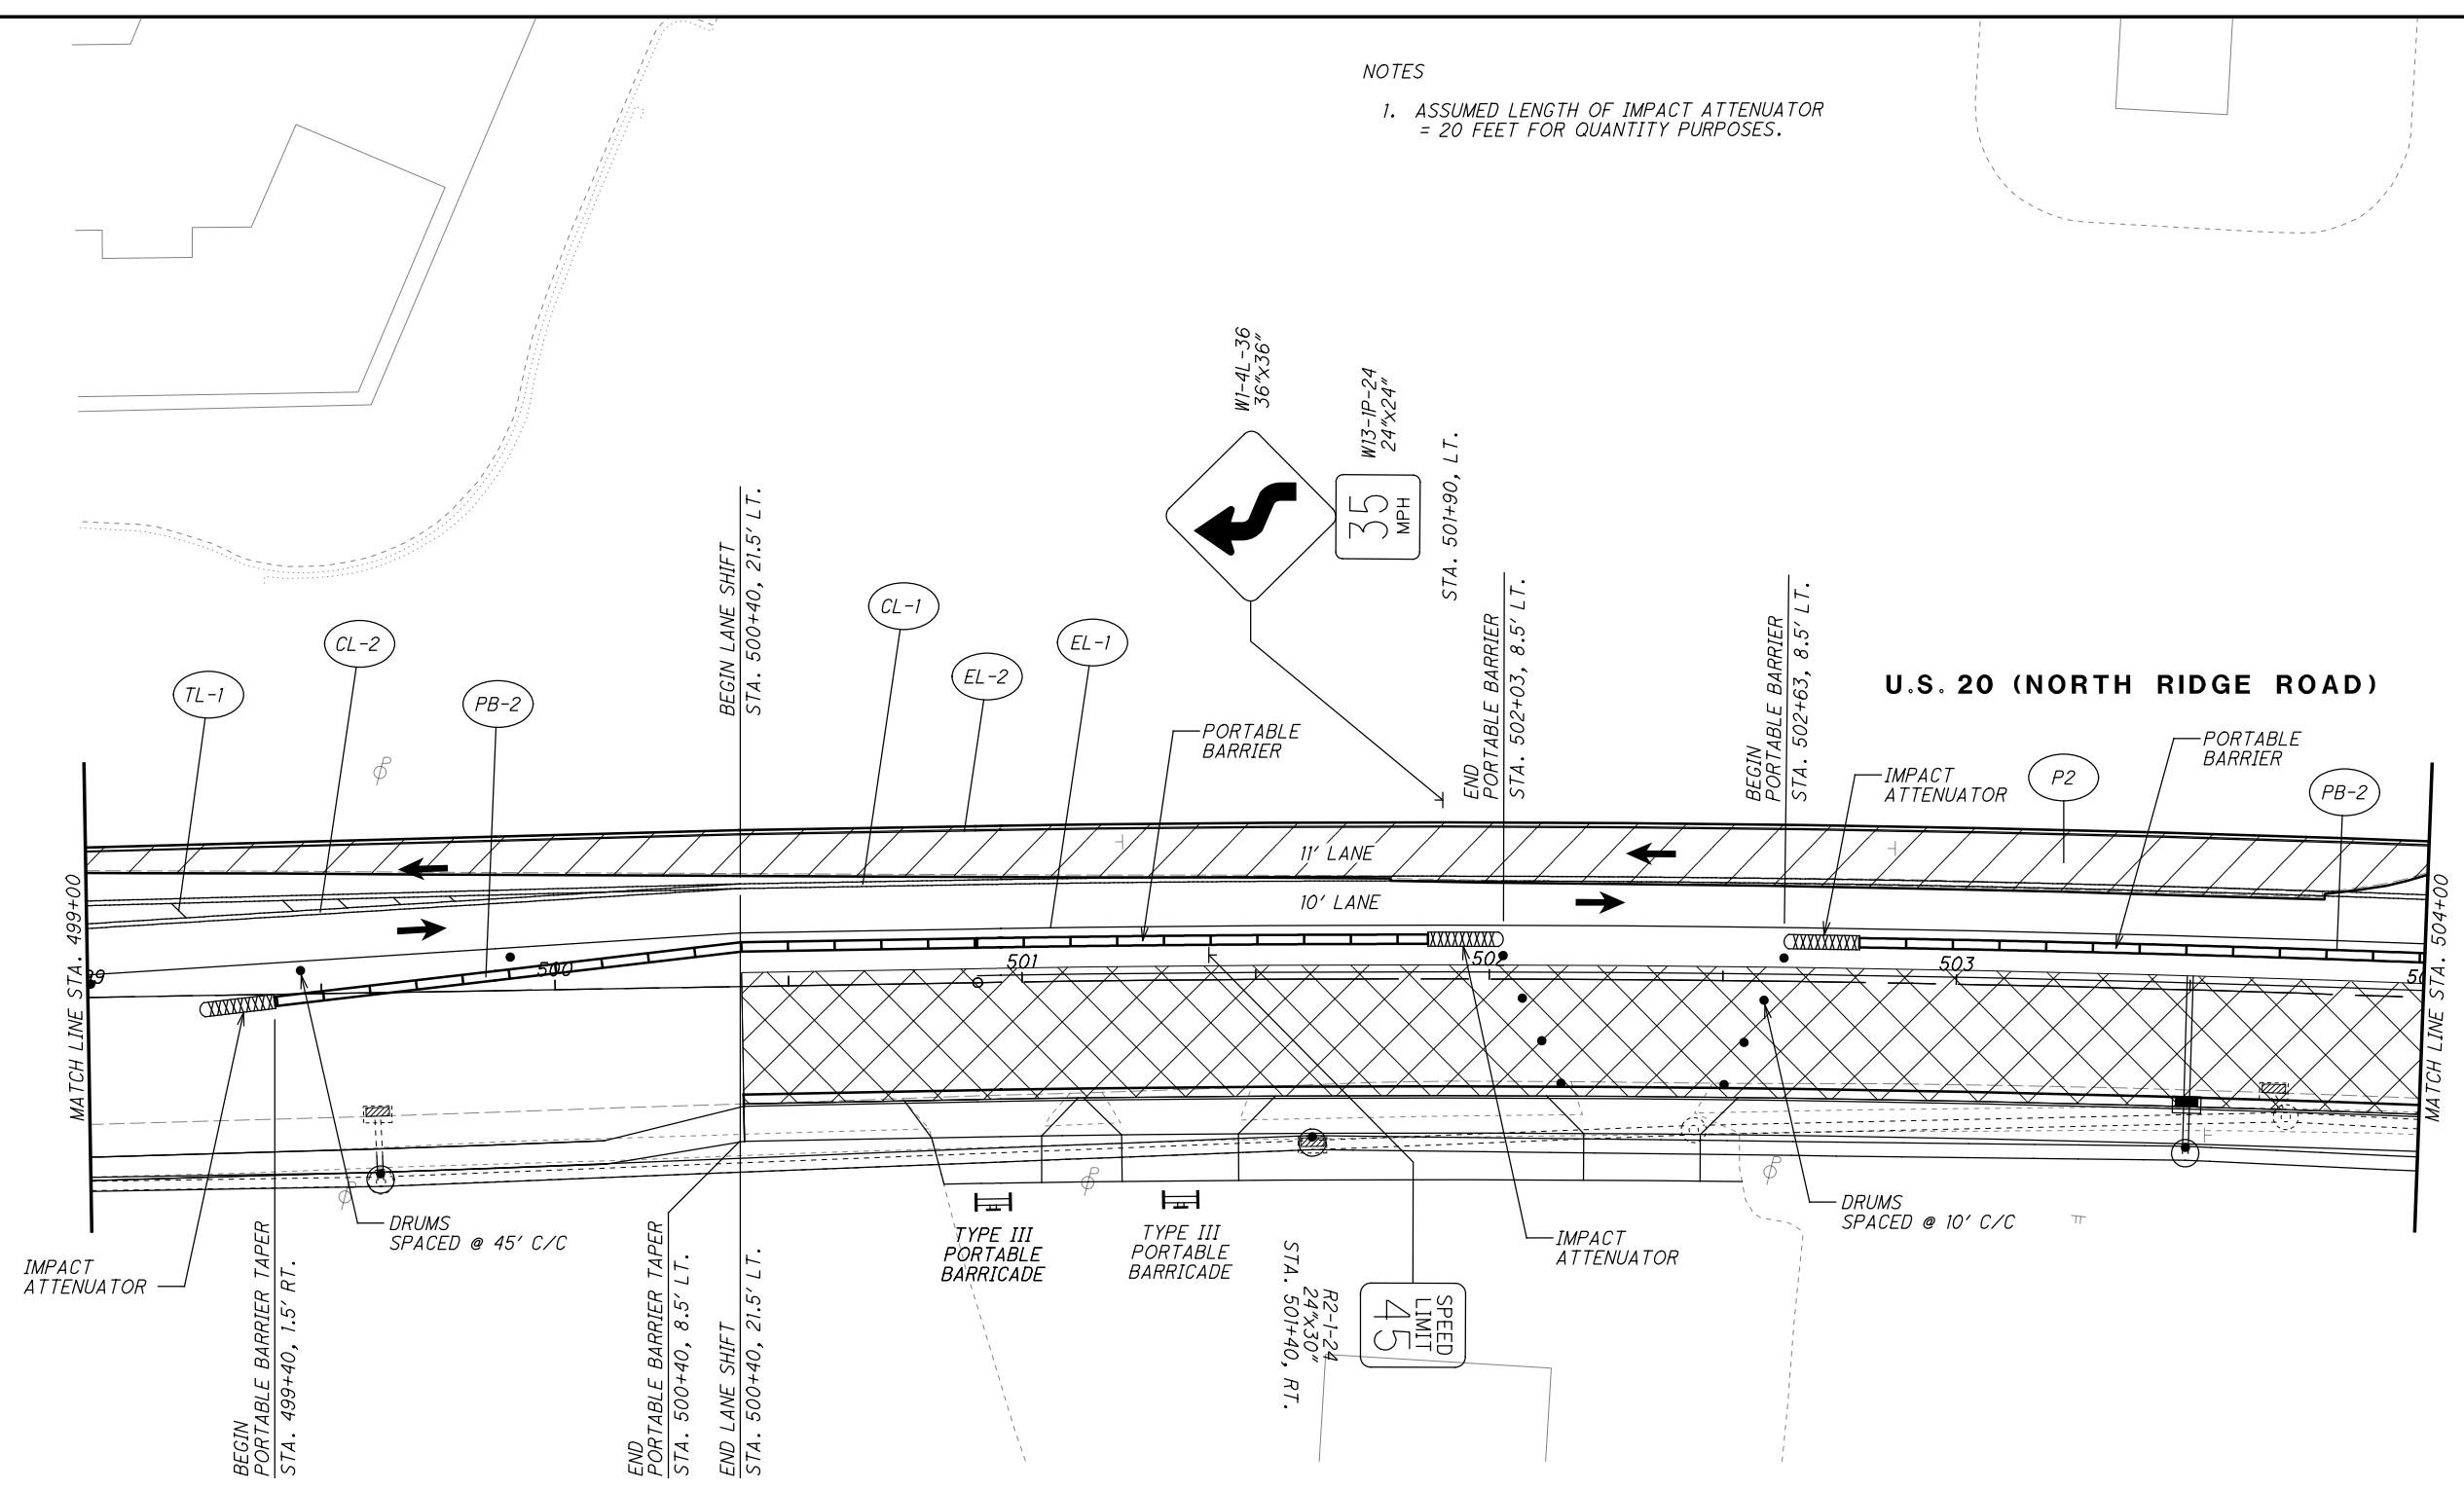 NOTES
1. ASSUMED LENGTH OF IMPACT ATTENUATOR
= 20 FEET FOR QUANTITY PURPOSES.
W1-4L-36
36"x36"
W13-1P-24
24"x24"
35
MPH
STA. 501+90, LT.
BEGIN LANE SHIFT
STA. 500+40, 21.5' LT.
END
PORTABLE BARRIER
STA. 502+03, 8.5' LT.
BEGIN
PORTABLE BARRIER
STA. 502+63, 8.5' LT.
U.S. 20 (NORTH RIDGE ROAD)
TL-1
CL-2
PB-2
CL-1
EL-2
EL-1
PORTABLE
BARRIER
IMPACT
ATTENUATOR
P2
PORTABLE
BARRIER
PB-2
MATCH LINE STA. 499+00
11' LANE
10' LANE
500
501
503
MATCH LINE STA. 504+00
IMPACT
ATTENUATOR
BEGIN
PORTABLE BARRIER TAPER
STA. 499+40, 1.5' RT.
DRUMS
SPACED @ 45' C/C
END
PORTABLE BARRIER TAPER
STA. 500+40, 8.5' LT.
END LANE SHIFT
STA. 500+40, 21.5' LT.
TYPE III
PORTABLE
BARRICADE
TYPE III
PORTABLE
BARRICADE
R2-1-24
24"x30"
STA. 501+40, RT.
SPEED
LIMIT
45
IMPACT
ATTENUATOR
DRUMS
SPACED @ 10' C/C